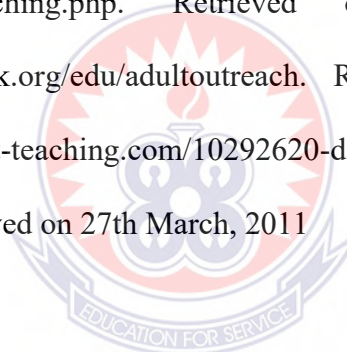 ching.php. Retrieved
k.org/edu/adultoutreach. R
-teaching.com/10292620-d
ved on 27th March, 2011
EDUCATION FOR SERVICE